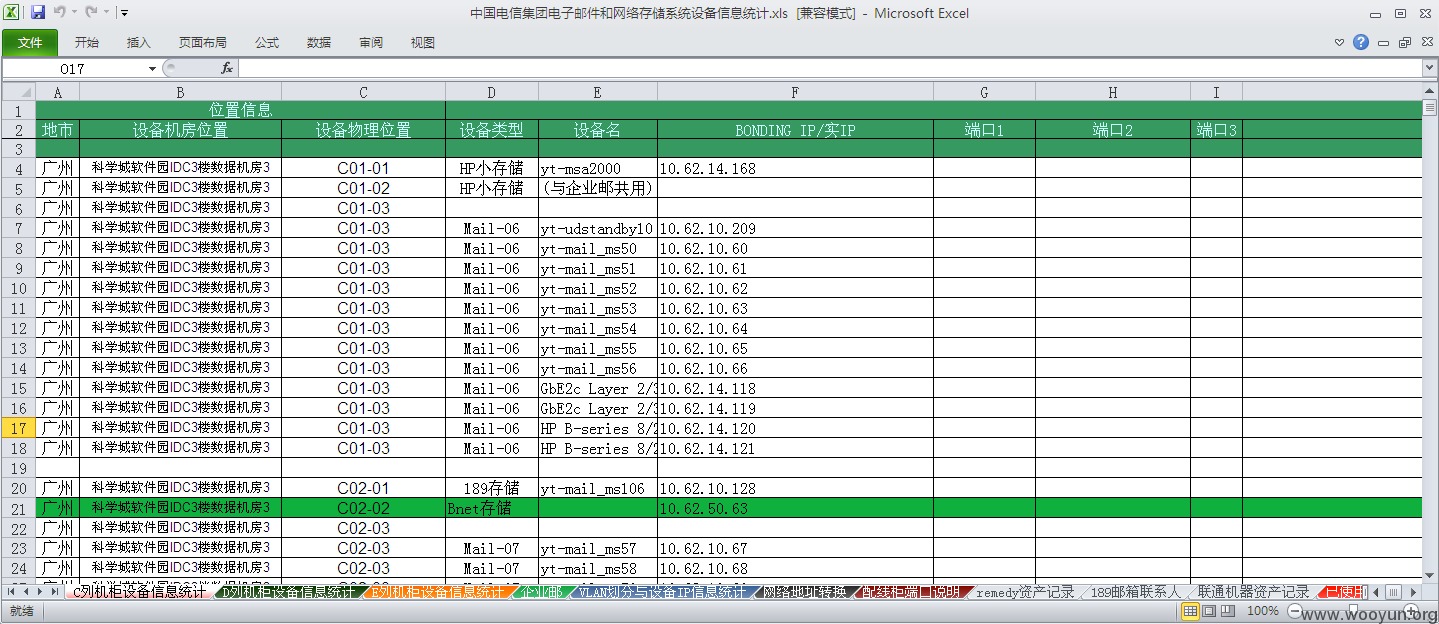 中国电信集团电子邮件和网络存储系统设备信息统计.xls [兼容模式] - Microsoft Excel
文件 开始 插入 页面布局 公式 数据 审阅 视图
O17 fx
A B C D E F G H I
1 位置信息
2 地市 设备机房位置 设备物理位置 设备类型 设备名 BONDING IP/实IP 端口1 端口2 端口3
3
4 广州 科学城软件园IDC3楼数据机房3 C01-01 HP小存储 yt-msa2000 10.62.14.168
5 广州 科学城软件园IDC3楼数据机房3 C01-02 HP小存储 (与企业邮共用)
6 广州 科学城软件园IDC3楼数据机房3 C01-03
7 广州 科学城软件园IDC3楼数据机房3 C01-03 Mail-06 yt-udstandby10 10.62.10.209
8 广州 科学城软件园IDC3楼数据机房3 C01-03 Mail-06 yt-mail_ms50 10.62.10.60
9 广州 科学城软件园IDC3楼数据机房3 C01-03 Mail-06 yt-mail_ms51 10.62.10.61
10 广州 科学城软件园IDC3楼数据机房3 C01-03 Mail-06 yt-mail_ms52 10.62.10.62
11 广州 科学城软件园IDC3楼数据机房3 C01-03 Mail-06 yt-mail_ms53 10.62.10.63
12 广州 科学城软件园IDC3楼数据机房3 C01-03 Mail-06 yt-mail_ms54 10.62.10.64
13 广州 科学城软件园IDC3楼数据机房3 C01-03 Mail-06 yt-mail_ms55 10.62.10.65
14 广州 科学城软件园IDC3楼数据机房3 C01-03 Mail-06 yt-mail_ms56 10.62.10.66
15 广州 科学城软件园IDC3楼数据机房3 C01-03 Mail-06 GbE2c Layer 2/3 10.62.14.118
16 广州 科学城软件园IDC3楼数据机房3 C01-03 Mail-06 GbE2c Layer 2/3 10.62.14.119
17 广州 科学城软件园IDC3楼数据机房3 C01-03 Mail-06 HP B-series 8/2 10.62.14.120
18 广州 科学城软件园IDC3楼数据机房3 C01-03 Mail-06 HP B-series 8/2 10.62.14.121
19
20 广州 科学城软件园IDC3楼数据机房3 C02-01 189存储 yt-mail_ms106 10.62.10.128
21 广州 科学城软件园IDC3楼数据机房3 C02-02 Bnet存储 10.62.50.63
22 广州 科学城软件园IDC3楼数据机房3 C02-03
23 广州 科学城软件园IDC3楼数据机房3 C02-03 Mail-07 yt-mail_ms57 10.62.10.67
24 广州 科学城软件园IDC3楼数据机房3 C02-03 Mail-07 yt-mail_ms58 10.62.10.68
C列机柜设备信息统计 D列机柜设备信息统计 E列机柜设备信息统计 企业邮 VLAN划分与设备IP信息统计 网络地址转换 配线柜端口说明 remedy资产记录 189邮箱联系人 联通机器资产记录 已使用
就绪 100%
www.wooyun.org